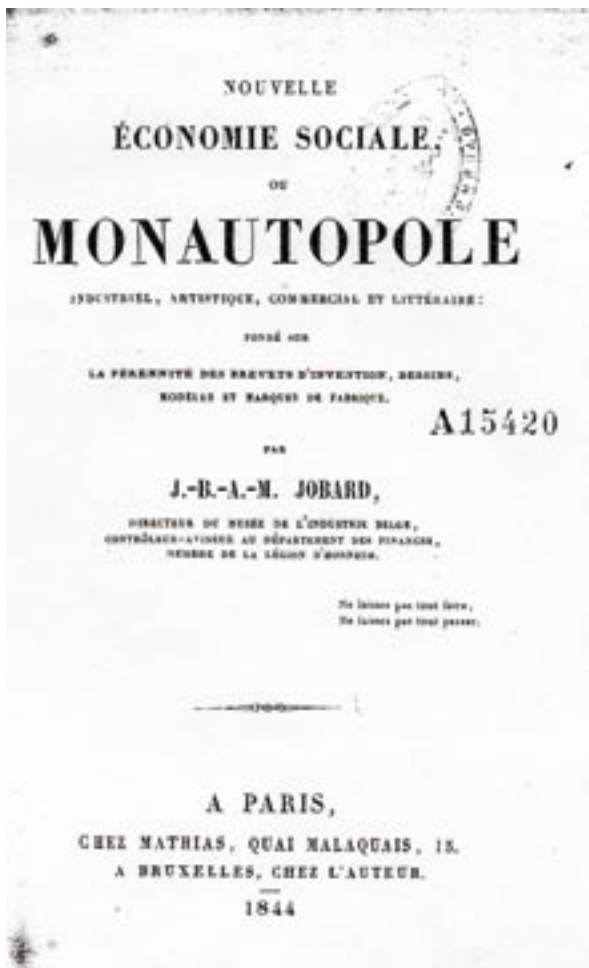 NOUVELLE
ÉCONOMIE SOCIALE,
OU
MONAUTOPOLE
INDUSTRIEL, ARTISTIQUE, COMMERCIAL ET LITTÉRAIRE:
FONDÉ SUR
LA PÉRENNITÉ DES BREVETS D'INVENTION, DESSINS,
MODÈLES ET MARQUES DE FABRIQUE.
A15420
PAR
J.-B.-A.-M. JOBARD,
DIRECTEUR DU MUSÉE DE L'INDUSTRIE BELGE,
CONTRÔLEUR-AVISEUR AU DÉPARTEMENT DES FINANCES,
MEMBRE DE LA LÉGION D'HONNEUR.
Ne laissez pas tout faire,
Ne laissez pas tout passer.
A PARIS,
CHEZ MATHIAS, QUAI MALAQUAIS, 15.
A BRUXELLES, CHEZ L'AUTEUR.
1844